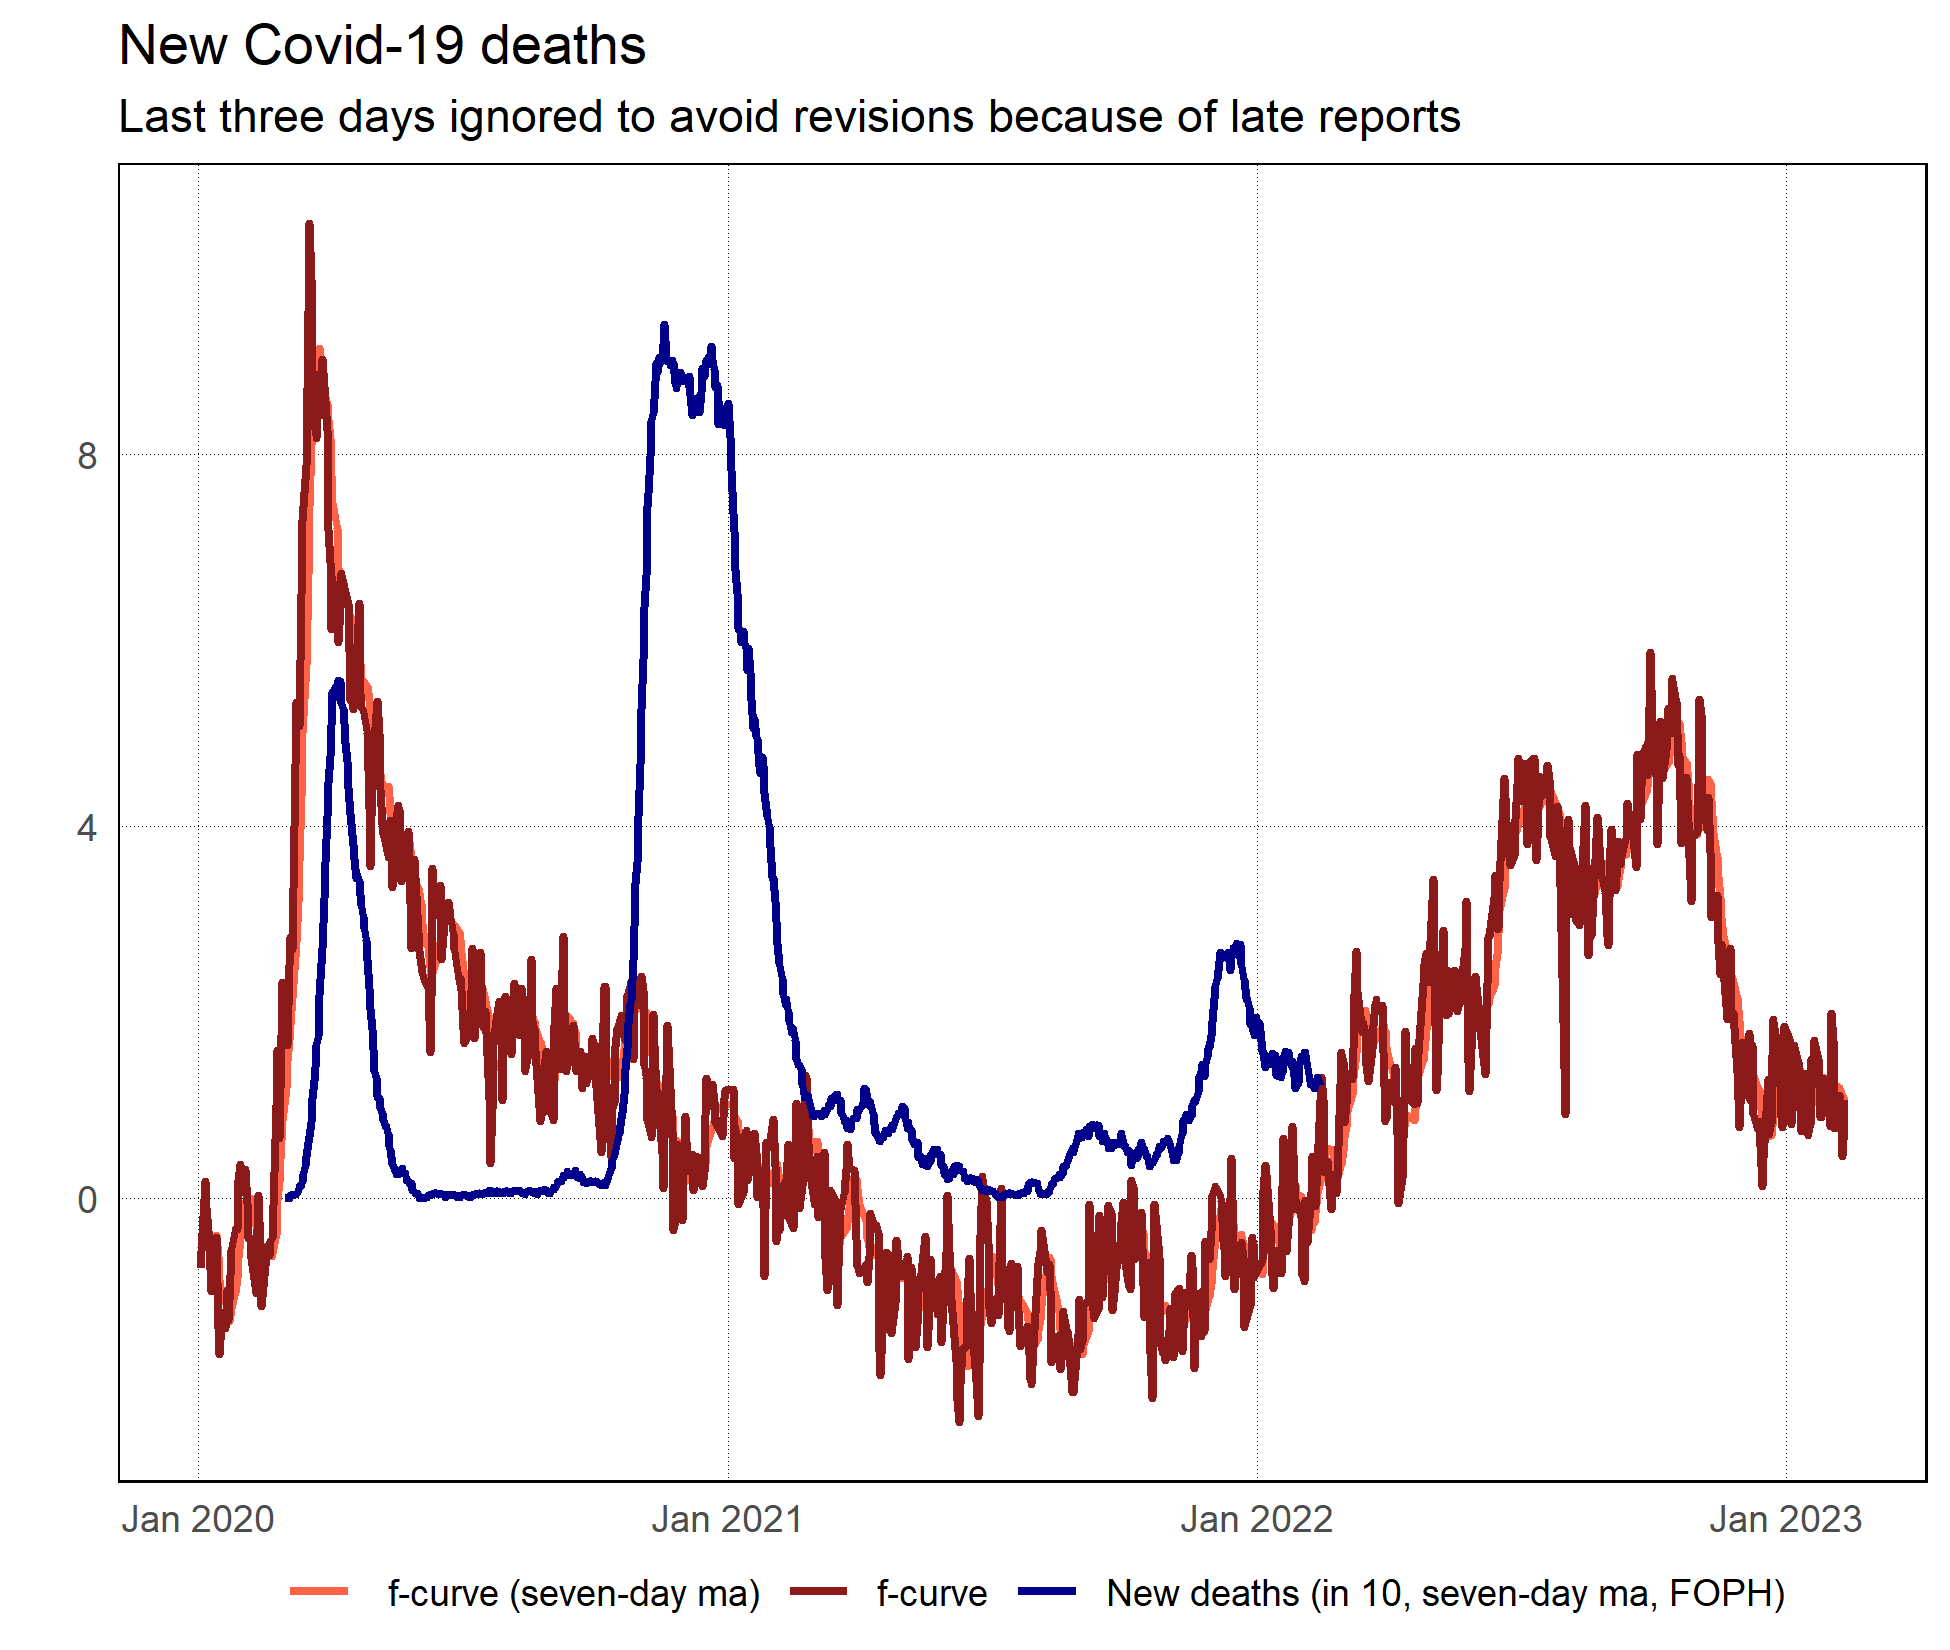 New Covid-19 deaths
Last three days ignored to avoid revisions because of late reports
8
4
0
Jan 2020 Jan 2021 Jan 2022 Jan 2023
f-curve (seven-day ma) f-curve New deaths (in 10, seven-day ma, FOPH)